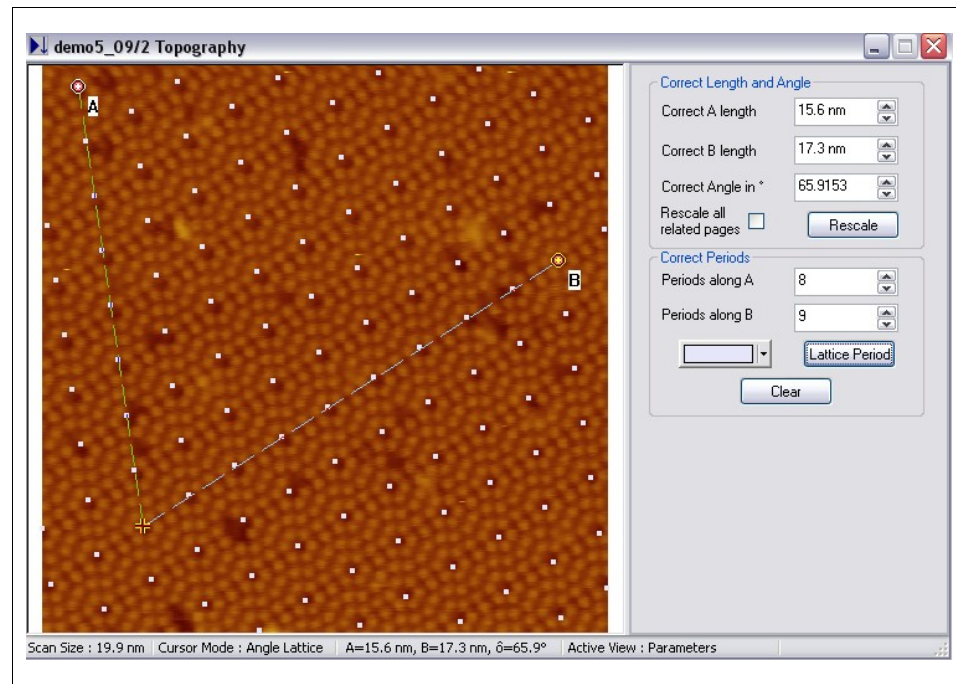 demo5_09/2 Topography
A
B
Correct Length and Angle
Correct A length 15.6 nm
Correct B length 17.3 nm
Correct Angle in ° 65.9153
Rescale all
related pages
Rescale
Correct Periods
Periods along A 8
Periods along B 9
Lattice Period
Clear
Scan Size : 19.9 nm Cursor Mode : Angle Lattice A=15.6 nm, B=17.3 nm, δ=65.9° Active View : Parameters